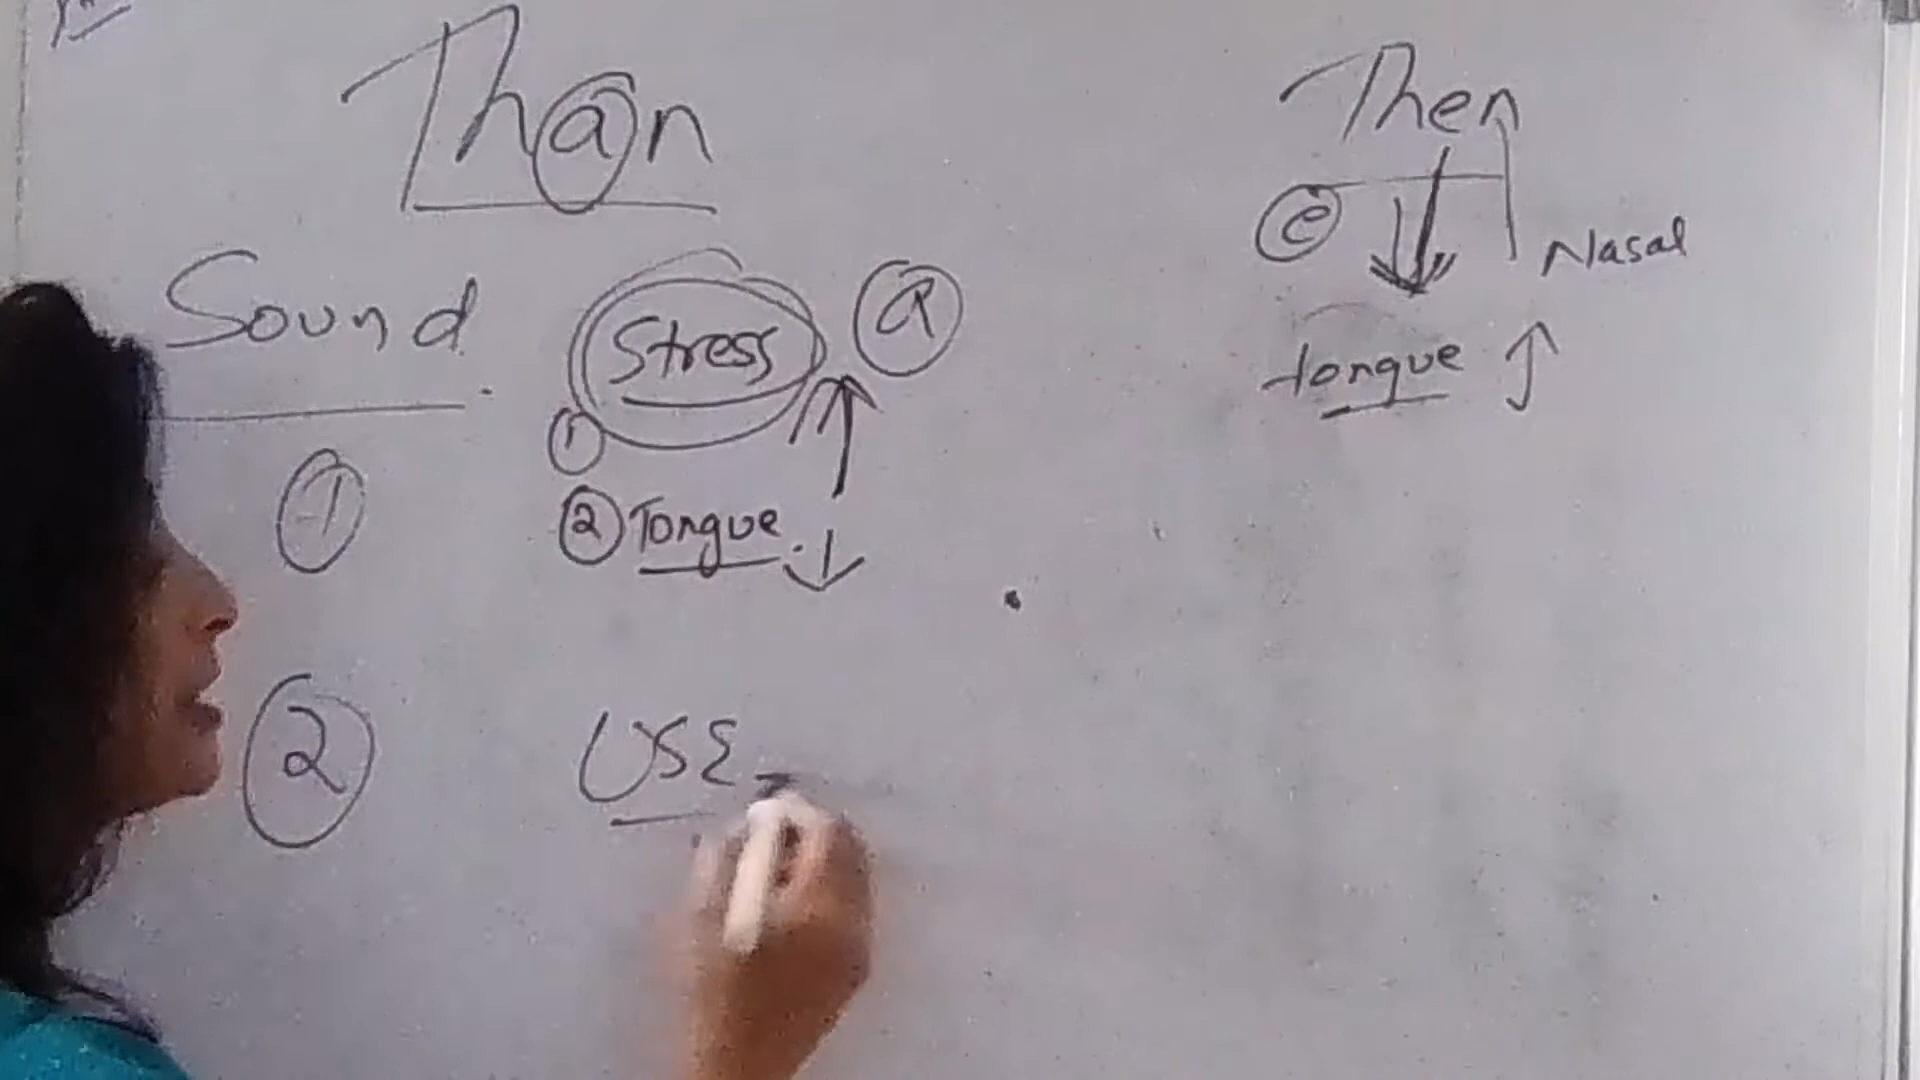 Than
Then
e
Nasal
Sound
Stress a
tongue
1
1
2 Tongue
2
USE